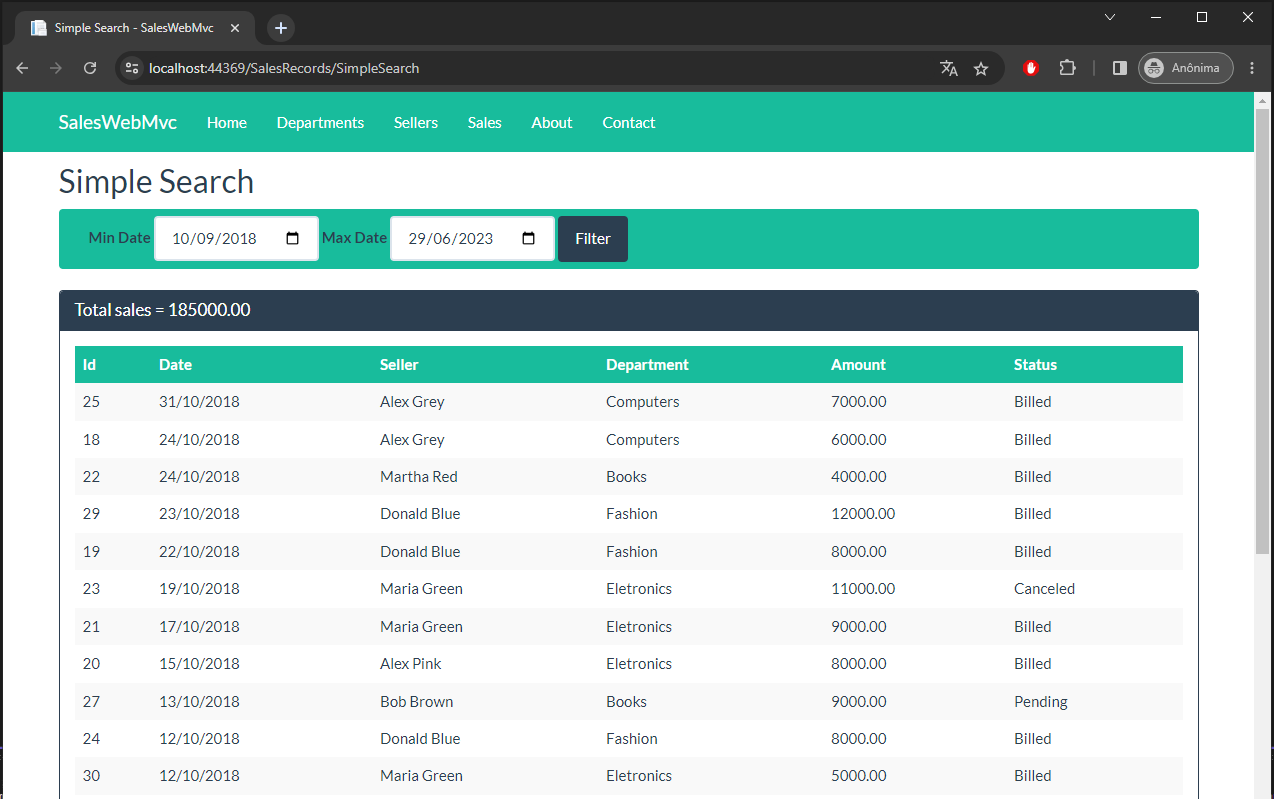 Simple Search - SalesWebMvc
localhost:44369/SalesRecords/SimpleSearch
Anônima
SalesWebMvc Home Departments Sellers Sales About Contact
Simple Search
Min Date 10/09/2018 Max Date 29/06/2023 Filter
Total sales = 185000.00
Id Date Seller Department Amount Status
25 31/10/2018 Alex Grey Computers 7000.00 Billed
18 24/10/2018 Alex Grey Computers 6000.00 Billed
22 24/10/2018 Martha Red Books 4000.00 Billed
29 23/10/2018 Donald Blue Fashion 12000.00 Billed
19 22/10/2018 Donald Blue Fashion 8000.00 Billed
23 19/10/2018 Maria Green Eletronics 11000.00 Canceled
21 17/10/2018 Maria Green Eletronics 9000.00 Billed
20 15/10/2018 Alex Pink Eletronics 8000.00 Billed
27 13/10/2018 Bob Brown Books 9000.00 Pending
24 12/10/2018 Donald Blue Fashion 8000.00 Billed
30 12/10/2018 Maria Green Eletronics 5000.00 Billed